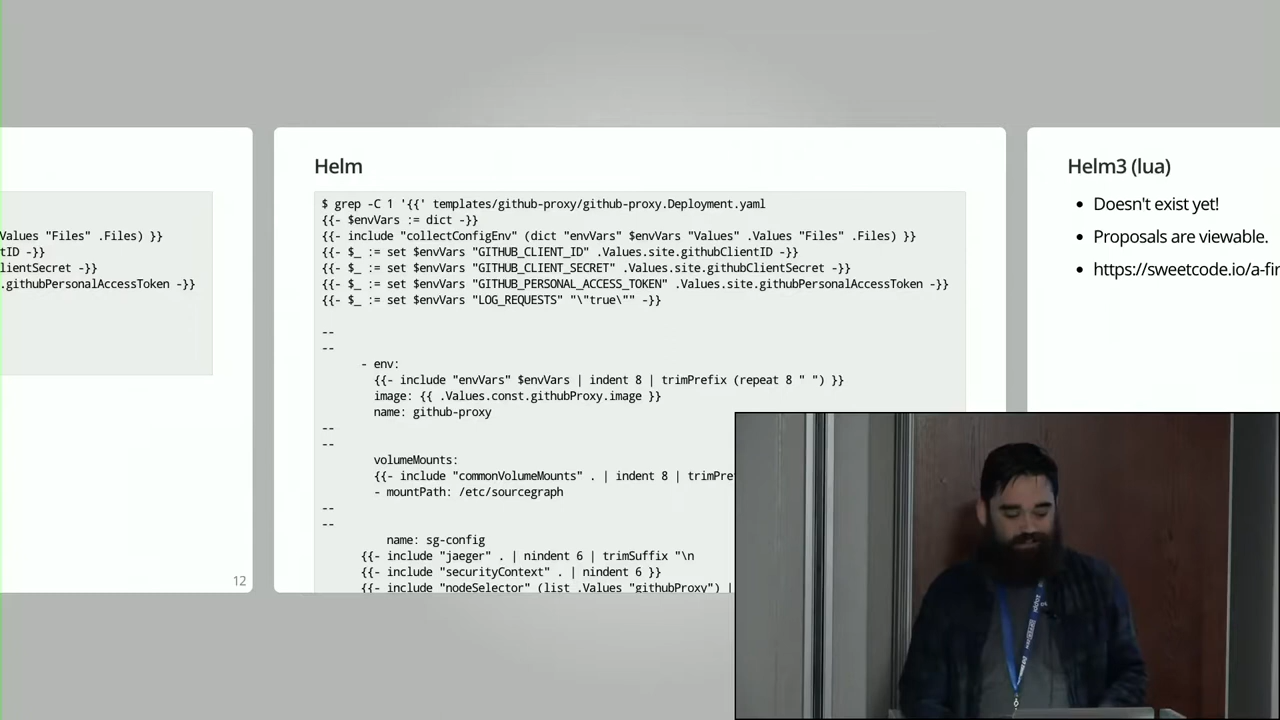 Values "Files" .Files) }}
tID -}}
lientSecret -}}
.githubPersonalAccessToken -}}
12
Helm
$ grep -C 1 '{{' templates/github-proxy/github-proxy.Deployment.yaml
{{- $envVars := dict -}}
{{- include "collectConfigEnv" (dict "envVars" $envVars "Values" .Values "Files" .Files) }}
{{- $_ := set $envVars "GITHUB_CLIENT_ID" .Values.site.githubClientID -}}
{{- $_ := set $envVars "GITHUB_CLIENT_SECRET" .Values.site.githubClientSecret -}}
{{- $_ := set $envVars "GITHUB_PERSONAL_ACCESS_TOKEN" .Values.site.githubPersonalAccessToken -}}
{{- $_ := set $envVars "LOG_REQUESTS" "\"true\"" -}}
--
--
- env:
{{- include "envVars" $envVars | indent 8 | trimPrefix (repeat 8 " ") }}
image: {{ .Values.const.githubProxy.image }}
name: github-proxy
--
--
volumeMounts:
{{- include "commonVolumeMounts" . | indent 8 | trimPre
- mountPath: /etc/sourcegraph
--
--
name: sg-config
{{- include "jaeger" . | nindent 6 | trimSuffix "\n
{{- include "securityContext" . | nindent 6 }}
{{- include "nodeSelector" (list .Values "githubProxy") |
Helm3 (lua)
• Doesn't exist yet!
• Proposals are viewable.
• https://sweetcode.io/a-fir